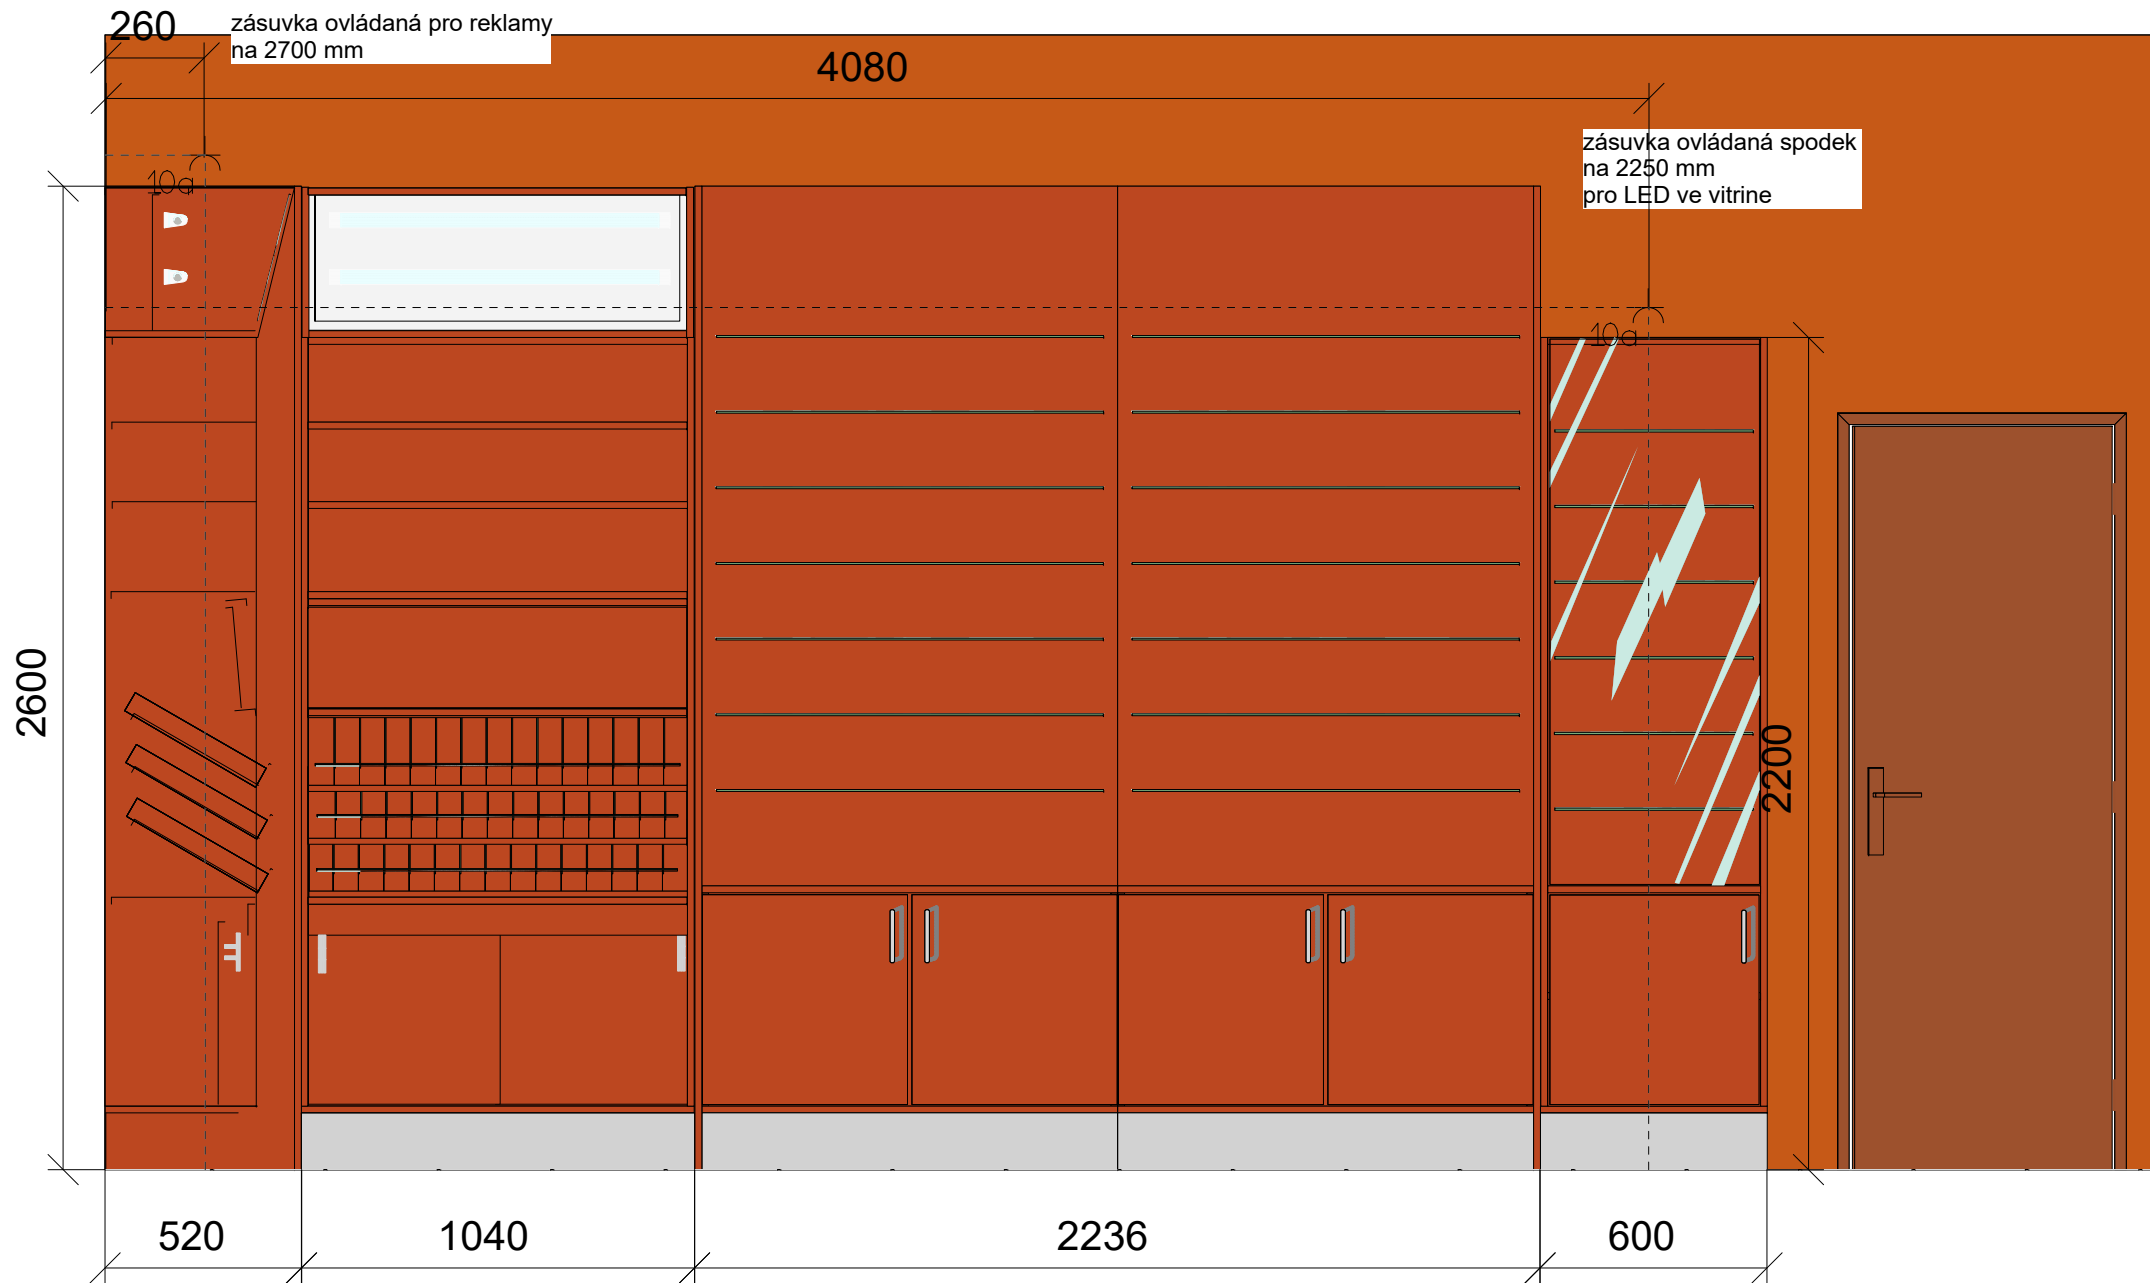 260
zásuvka ovládaná pro reklamy
na 2700 mm
4080
zásuvka ovládaná spodek
na 2250 mm
pro LED ve vitrine
10a
10a
2600
2200
520
1040
2236
600